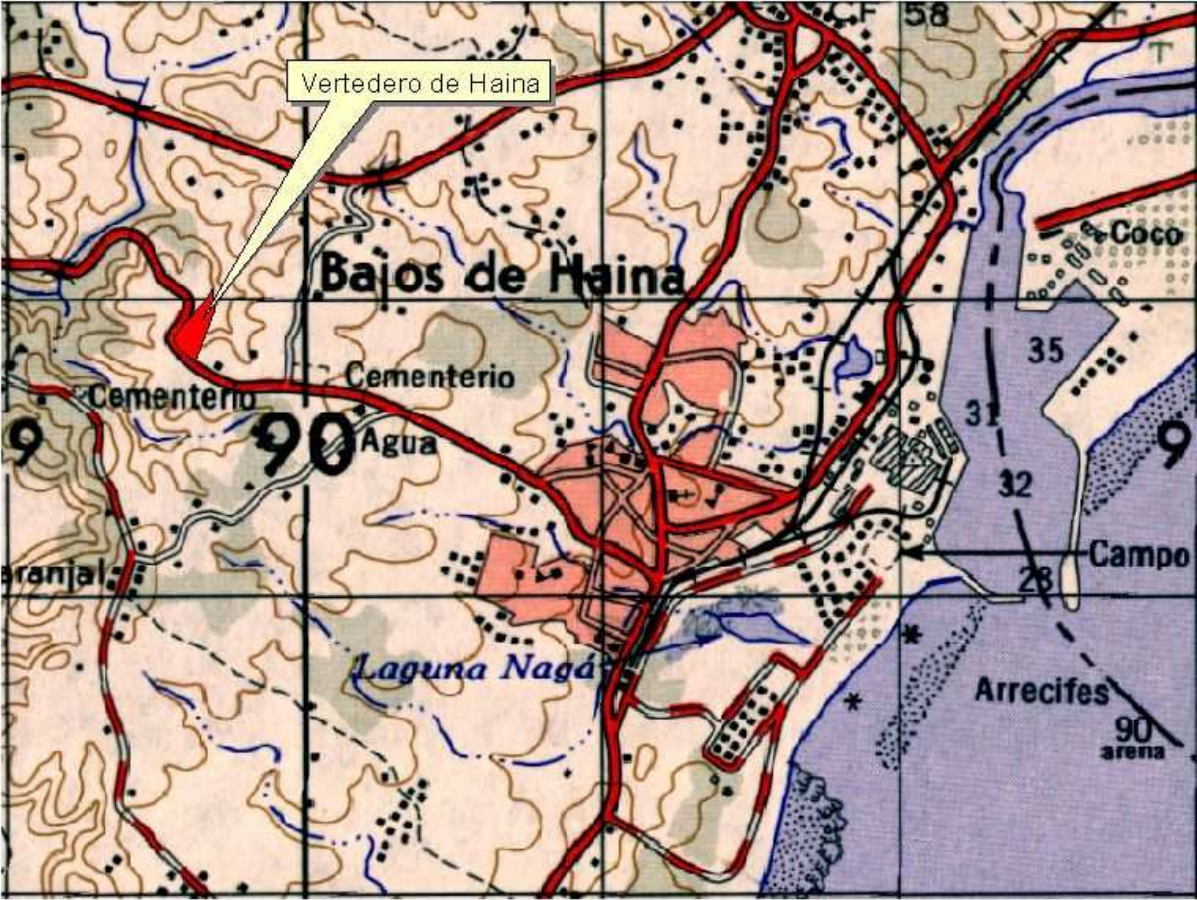 58
Vertedero de Haina
Coco
Bajos de Haina
35
Cementerio
Cementerio
31
9
90
Agua
9
32
Campo
aranjal
28
Laguna Nagá
Arrecifes
90
arena